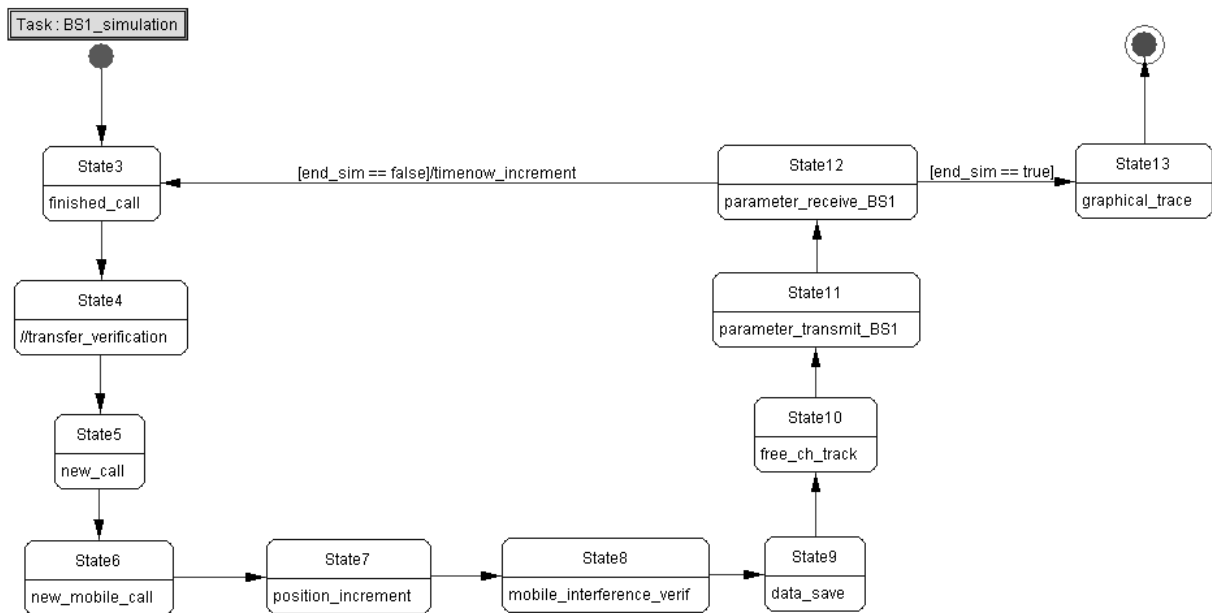 Task : BS1_simulation
State3
finished_call
[end_sim == false]/timenow_increment
State12
parameter_receive_BS1
[end_sim == true]
State13
graphical_trace
State4
//transfer_verification
State11
parameter_transmit_BS1
State5
new_call
State10
free_ch_track
State6
new_mobile_call
State7
position_increment
State8
mobile_interference_verif
State9
data_save